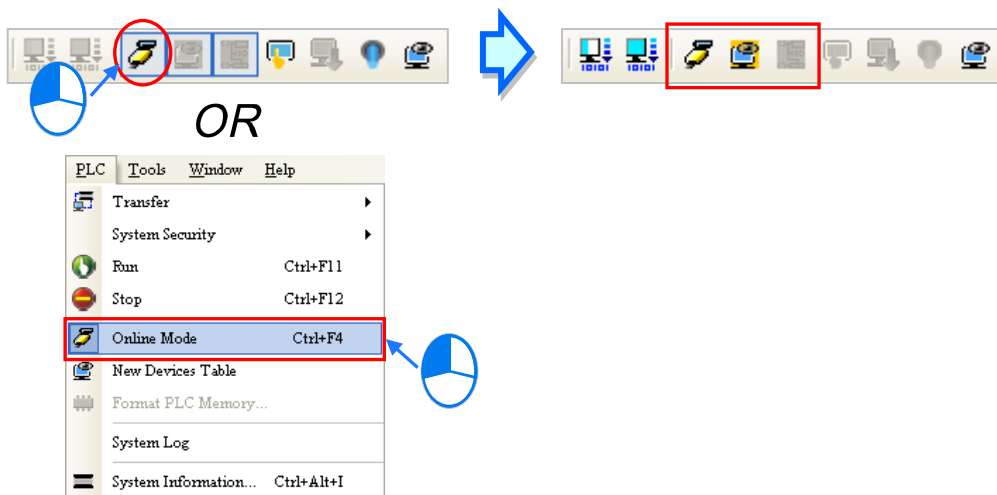 OR
PLC Tools Window Help
Transfer
System Security
Run Ctrl+F11
Stop Ctrl+F12
Online Mode Ctrl+F4
New Devices Table
Format PLC Memory...
System Log
System Information... Ctrl+Alt+I